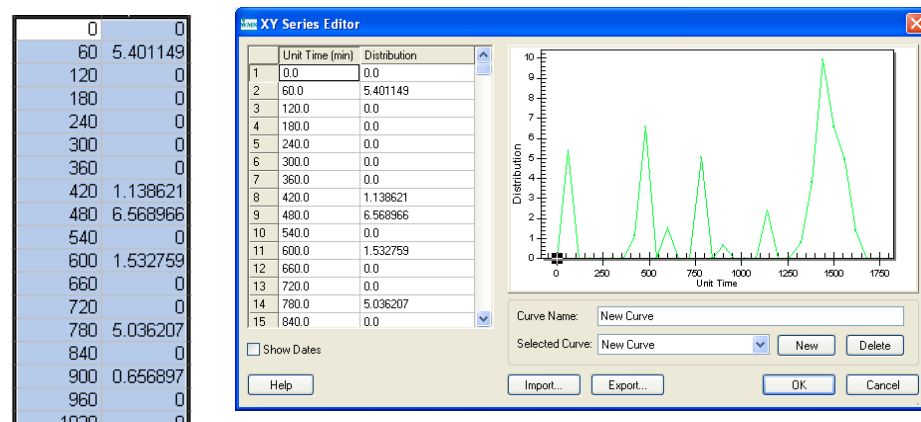 0 0
60 5.401149
120 0
180 0
240 0
300 0
360 0
420 1.138621
480 6.568966
540 0
600 1.532759
660 0
720 0
780 5.036207
840 0
900 0.656897
960 0
XY Series Editor
Unit Time (min) Distribution
1 0.0 0.0
2 60.0 5.401149
3 120.0 0.0
4 180.0 0.0
5 240.0 0.0
6 300.0 0.0
7 360.0 0.0
8 420.0 1.138621
9 480.0 6.568966
10 540.0 0.0
11 600.0 1.532759
12 660.0 0.0
13 720.0 0.0
14 780.0 5.036207
15 840.0 0.0
Show Dates
Help
10
9
8
7
6
5
4
3
2
1
0
Distribution
0 250 500 750 1000 1250 1500 1750
Unit Time
Curve Name: New Curve
Selected Curve: New Curve New Delete
Import... Export... OK Cancel